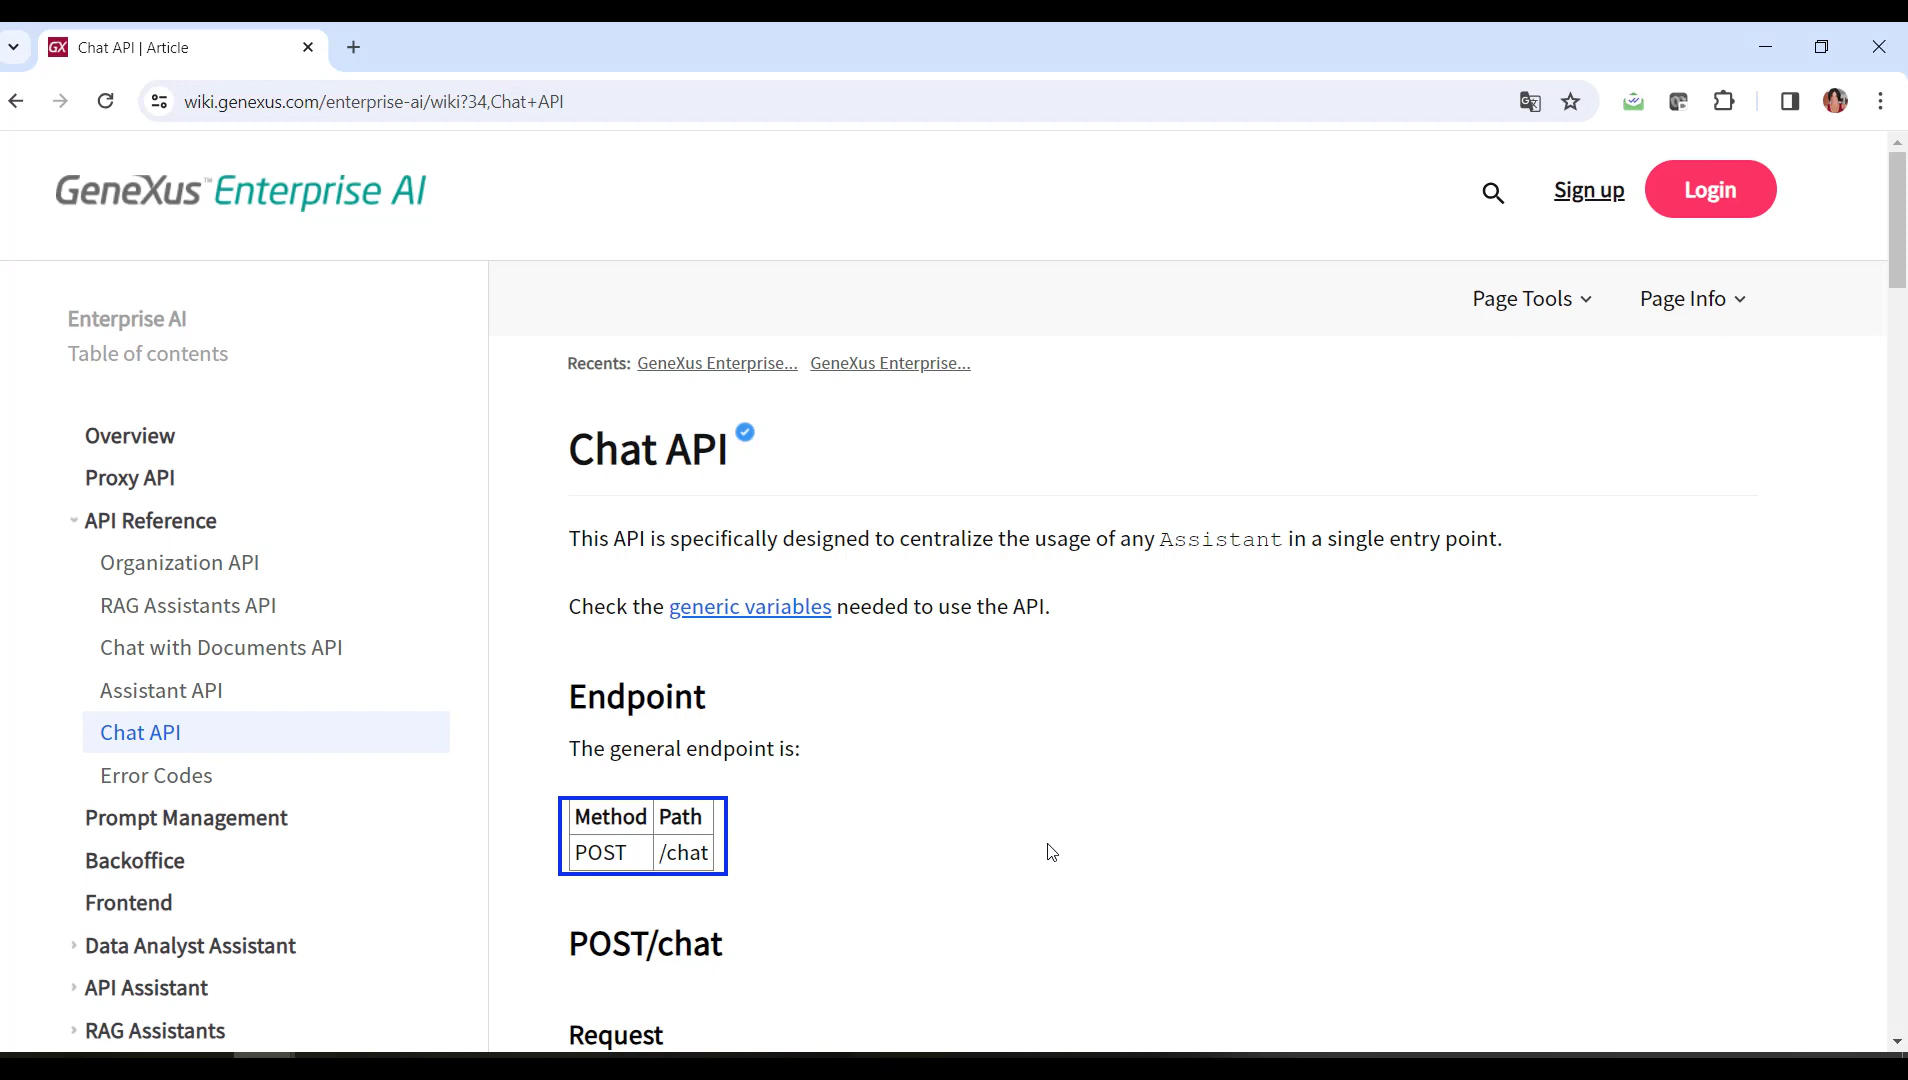 Chat API | Article
wiki.genexus.com/enterprise-ai/wiki?34,Chat+API
GeneXus™ Enterprise AI
Sign up
Login
Page Tools
Page Info
Enterprise AI
Table of contents
Overview
Proxy API
API Reference
Organization API
RAG Assistants API
Chat with Documents API
Assistant API
Chat API
Error Codes
Prompt Management
Backoffice
Frontend
Data Analyst Assistant
API Assistant
RAG Assistants
Recents: GeneXus Enterprise... GeneXus Enterprise...
Chat API
This API is specifically designed to centralize the usage of any Assistant in a single entry point.
Check the generic variables needed to use the API.
Endpoint
The general endpoint is:
Method Path
POST /chat
POST/chat
Request